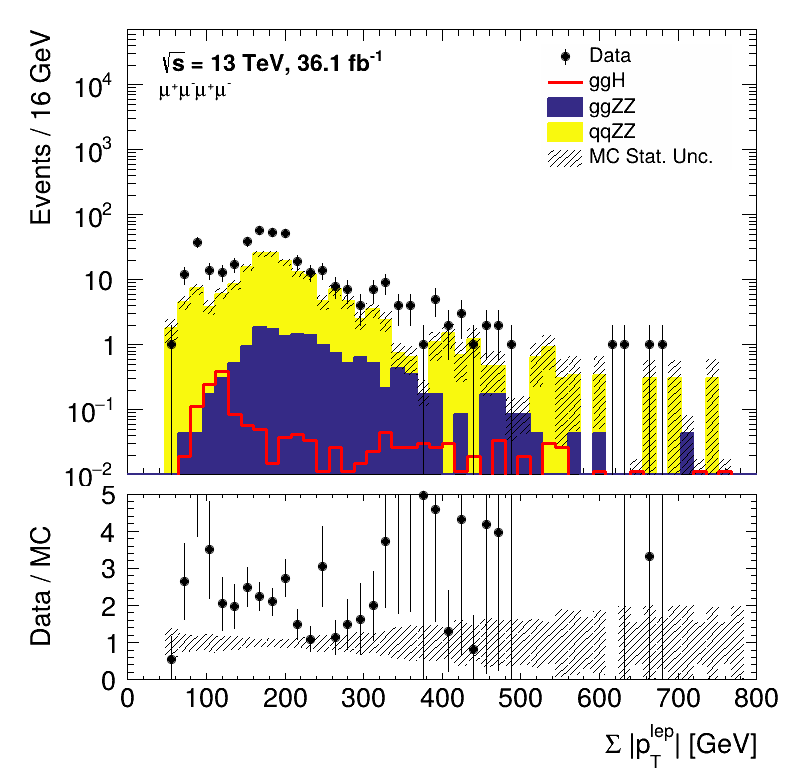 √s = 13 TeV, 36.1 fb⁻¹
μ⁺μ⁻μ⁺μ⁻
Data
ggH
ggZZ
qqZZ
MC Stat. Unc.
Events / 16 GeV
10⁴
10³
10²
10
1
10⁻¹
10⁻²
Data / MC
5
4
3
2
1
0
0 100 200 300 400 500 600 700 800
Σ |p_T^lep| [GeV]